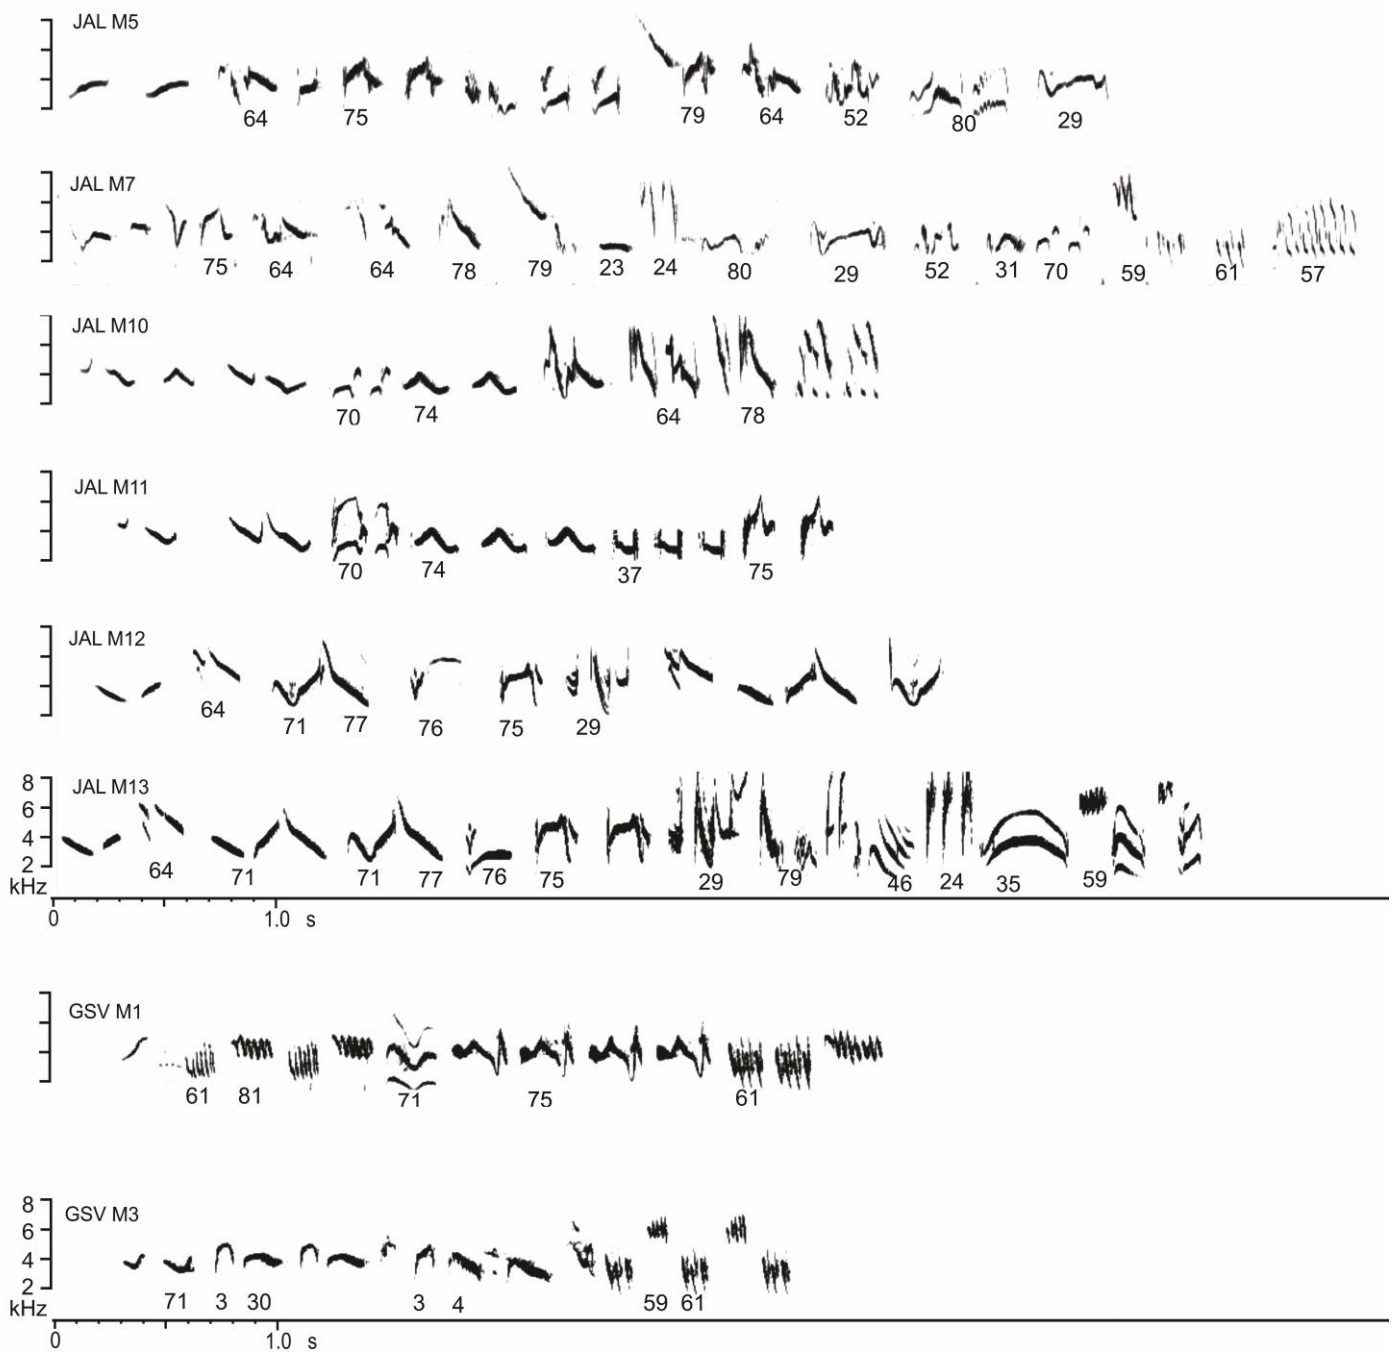 JAL M5
64 75 79 64 52 80 29
JAL M7
75 64 64 78 79 23 24 80 29 52 31 70 59 61 57
JAL M10
70 74 64 78
JAL M11
70 74 37 75
JAL M12
64 71 77 76 75 29
JAL M13
8
6
4
2
kHz
64 71 71 77 76 75 29 79 46 24 35 59
0 1.0 s
GSV M1
61 81 71 75 61
GSV M3
8
6
4
2
kHz
71 3 30 3 4 59 61
0 1.0 s